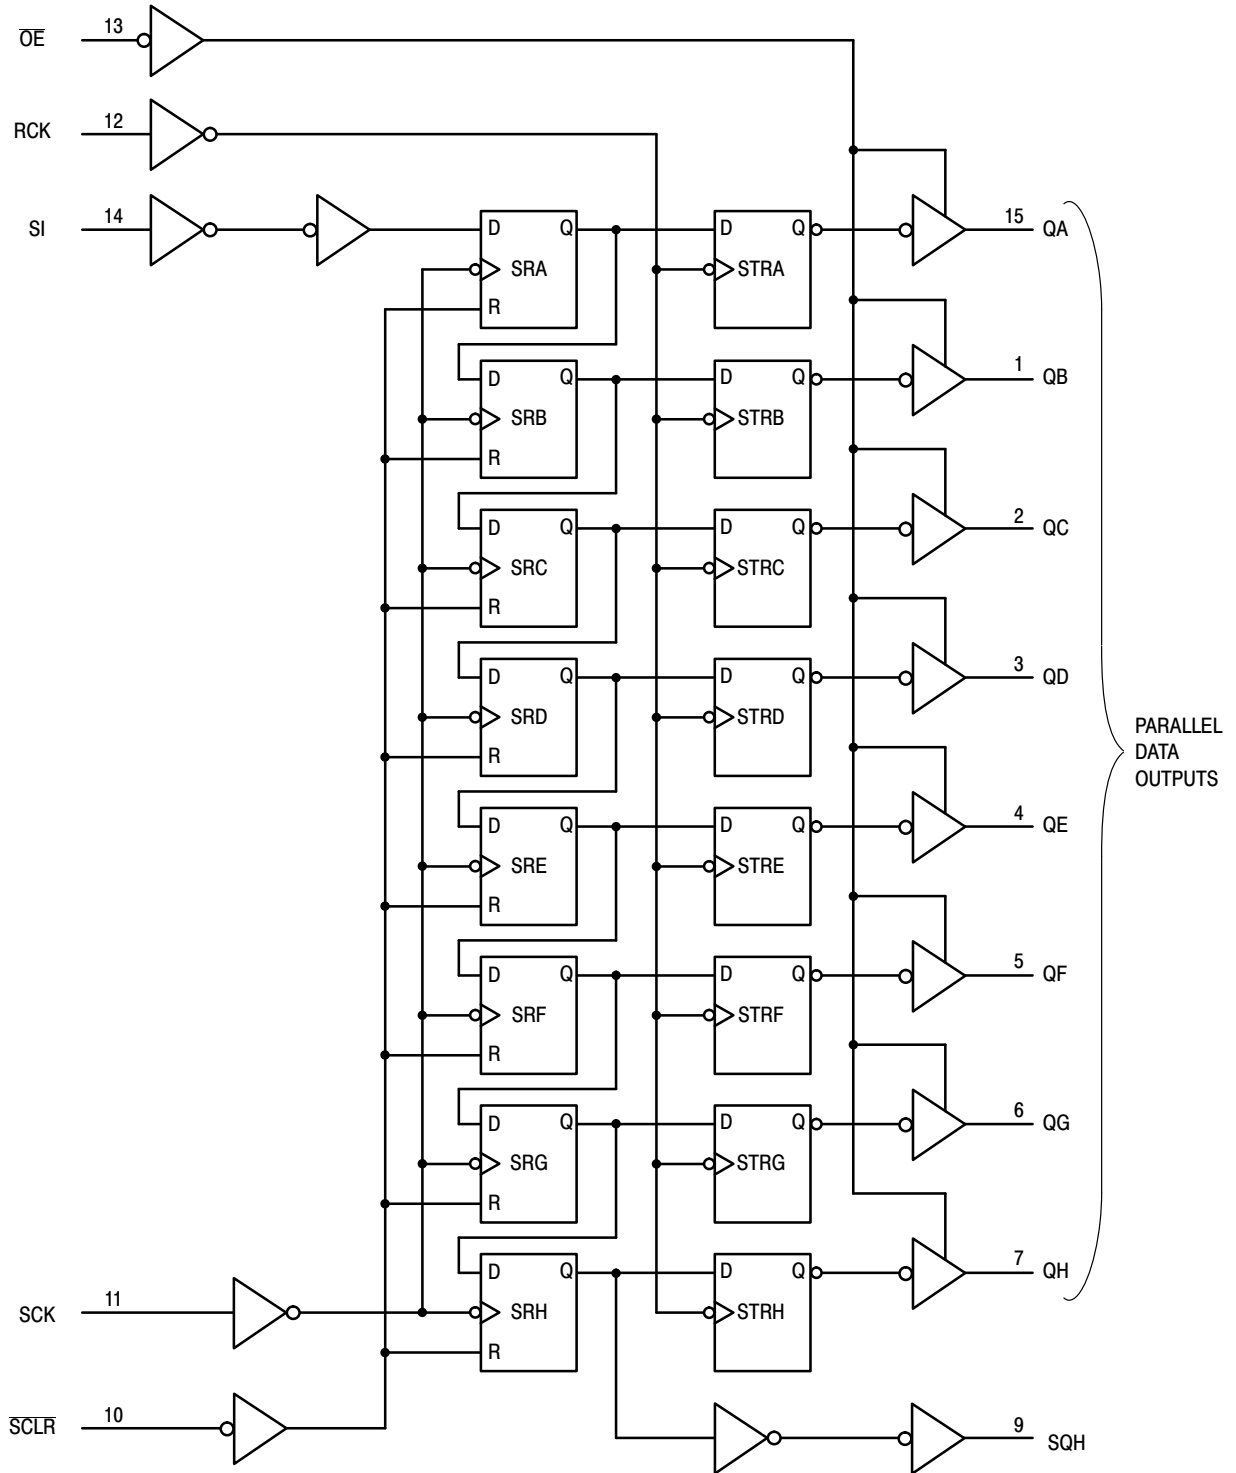 OE 13
RCK 12
SI 14
D Q
SRA
R
D Q
STRA
15 QA
D Q
SRB
R
D Q
STRB
1 QB
D Q
SRC
R
D Q
STRC
2 QC
D Q
SRD
R
D Q
STRD
3 QD
PARALLEL
DATA
OUTPUTS
D Q
SRE
R
D Q
STRE
4 QE
D Q
SRF
R
D Q
STRF
5 QF
D Q
SRG
R
D Q
STRG
6 QG
D Q
SRH
R
D Q
STRH
7 QH
SCK 11
SCLR 10
9 SQH